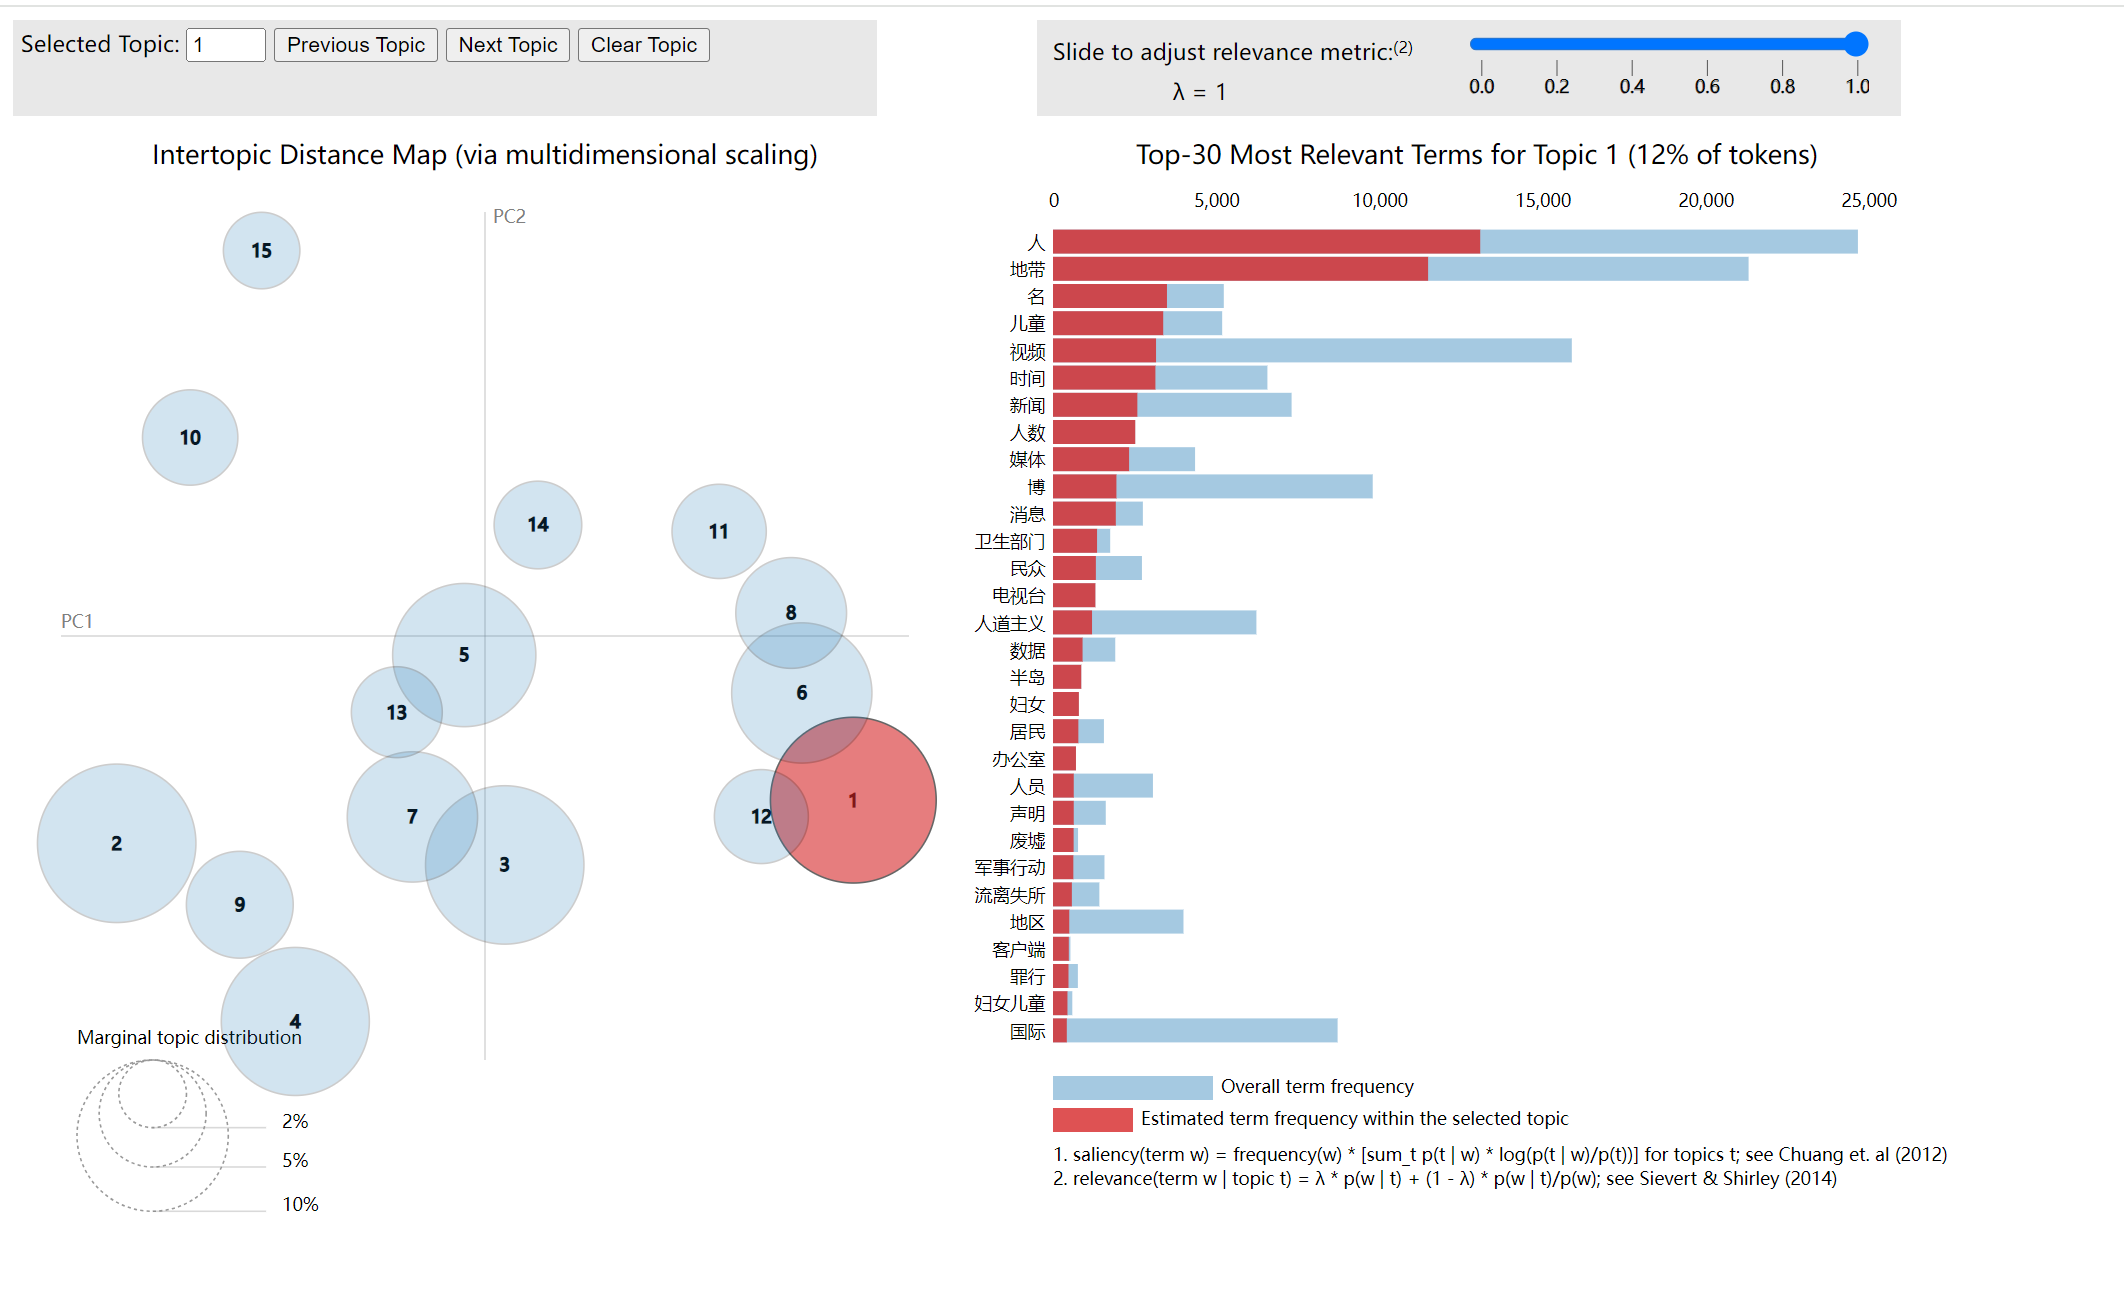 Selected Topic: 1 Previous Topic Next Topic Clear Topic
Slide to adjust relevance metric:(2)
λ = 1
0.0 0.2 0.4 0.6 0.8 1.0
Intertopic Distance Map (via multidimensional scaling)
PC2
PC1
15
10
14
11
8
5
6
13
1
7
12
2
3
9
4
Marginal topic distribution
2%
5%
10%
Top-30 Most Relevant Terms for Topic 1 (12% of tokens)
0 5,000 10,000 15,000 20,000 25,000
人
地带
名
儿童
视频
时间
新闻
人数
媒体
博
消息
卫生部门
民众
电视台
人道主义
数据
半岛
妇女
居民
办公室
人员
声明
废墟
军事行动
流离失所
地区
客户端
罪行
妇女儿童
国际
Overall term frequency
Estimated term frequency within the selected topic
1. saliency(term w) = frequency(w) * [sum_t p(t | w) * log(p(t | w)/p(t))] for topics t; see Chuang et. al (2012)
2. relevance(term w | topic t) = λ * p(w | t) + (1 - λ) * p(w | t)/p(w); see Sievert & Shirley (2014)